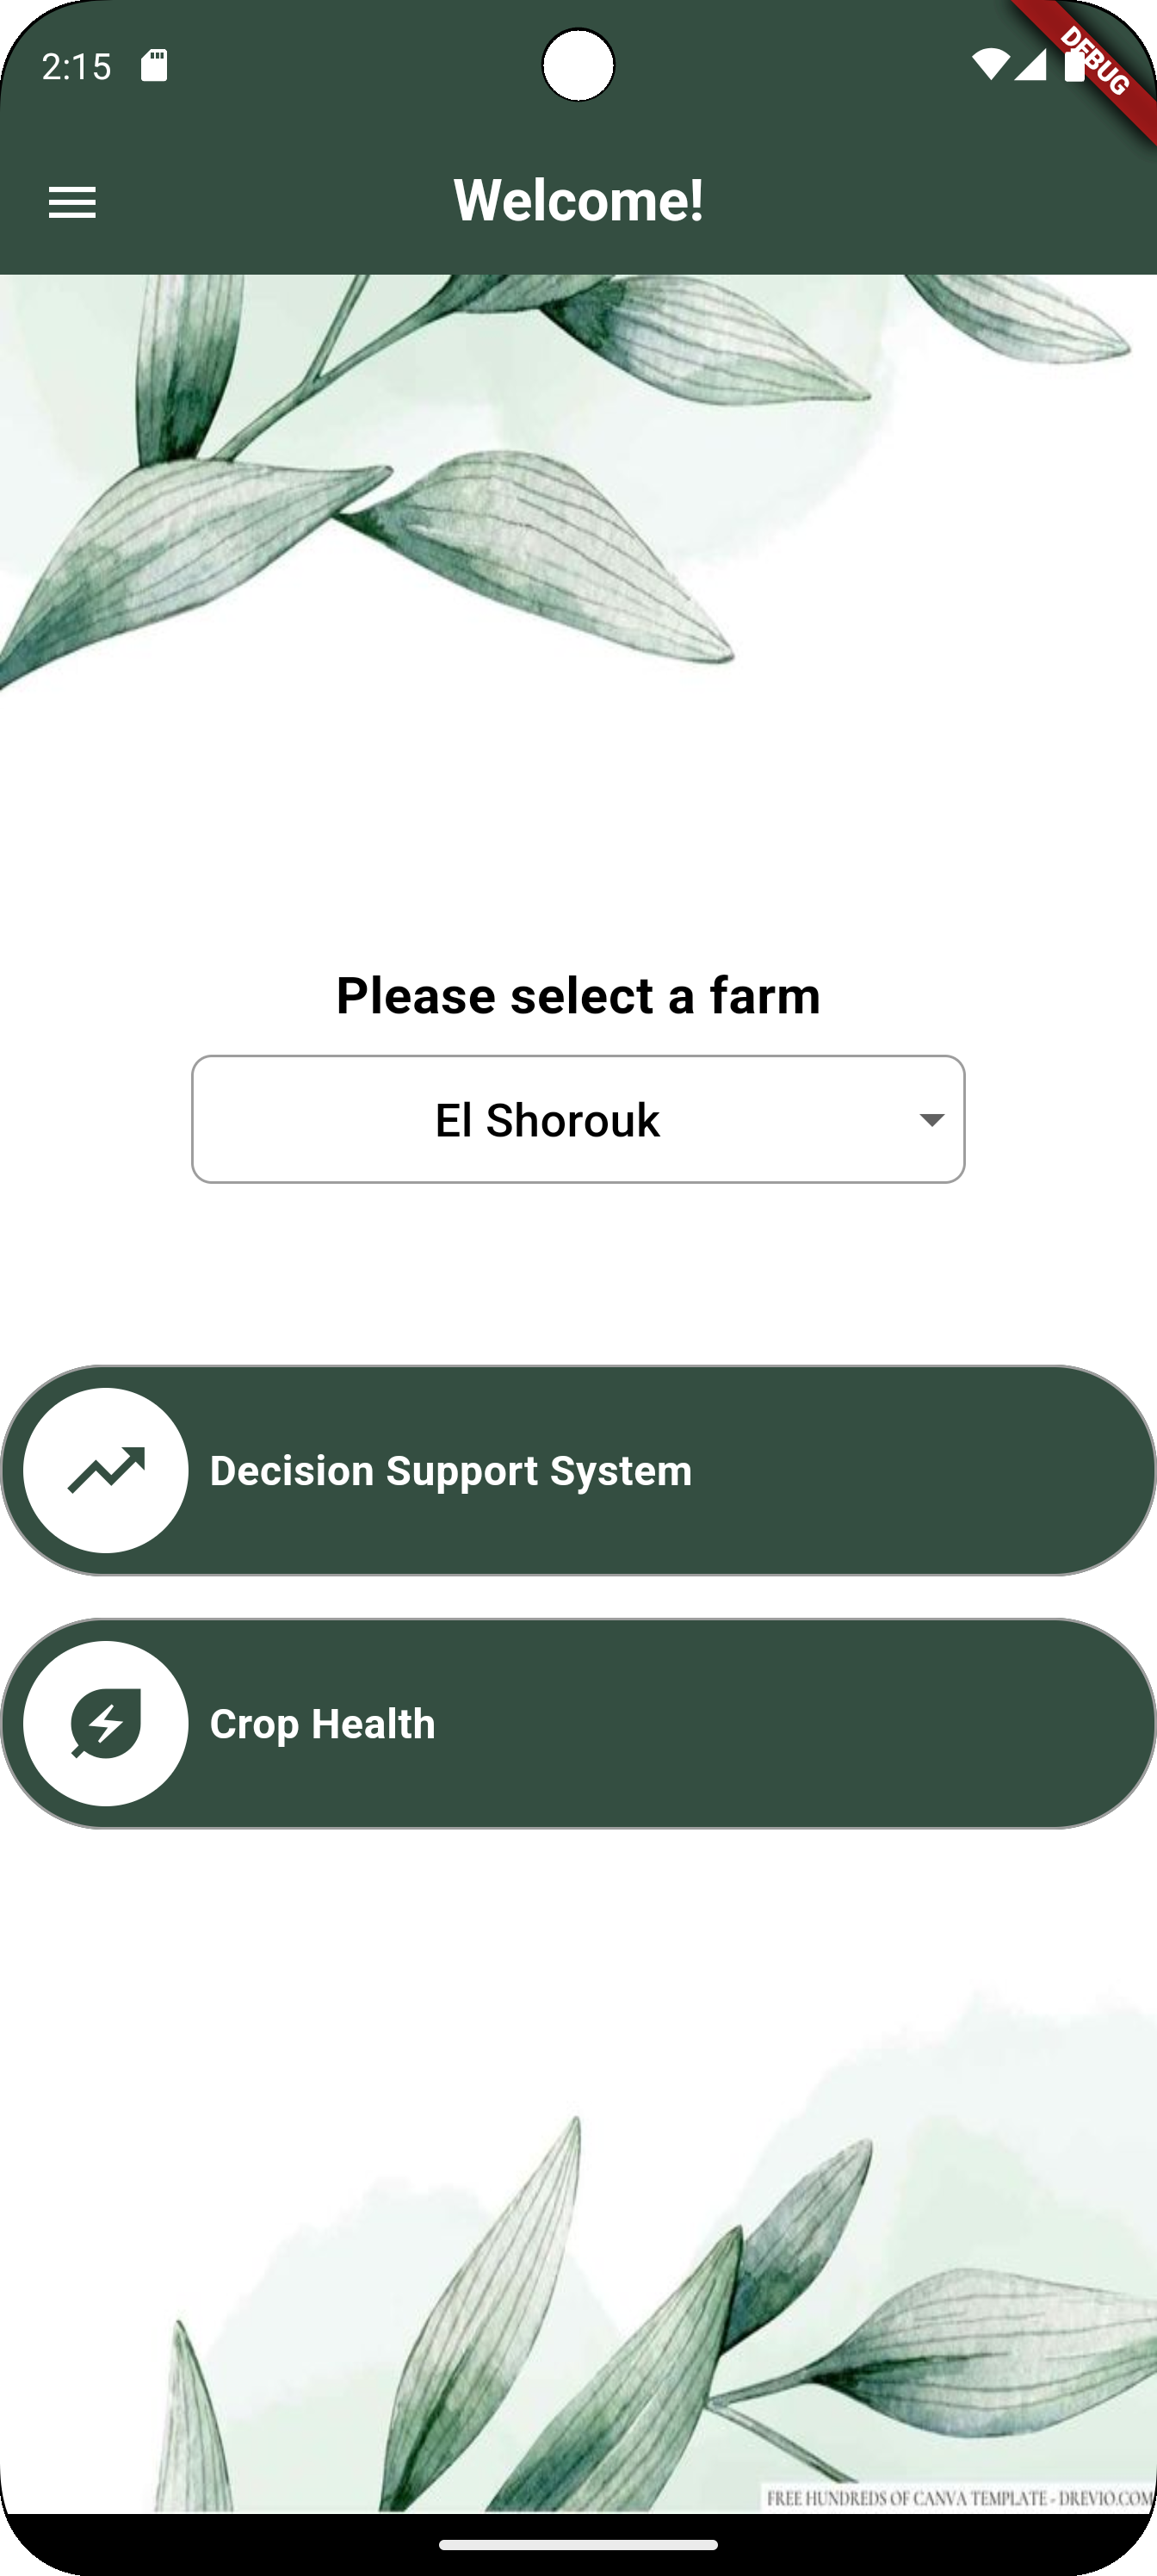 2:15
DEBUG
Welcome!
Please select a farm
El Shorouk
Decision Support System
Crop Health
FREE HUNDREDS OF CANVA TEMPLATE - DREVIO.COM